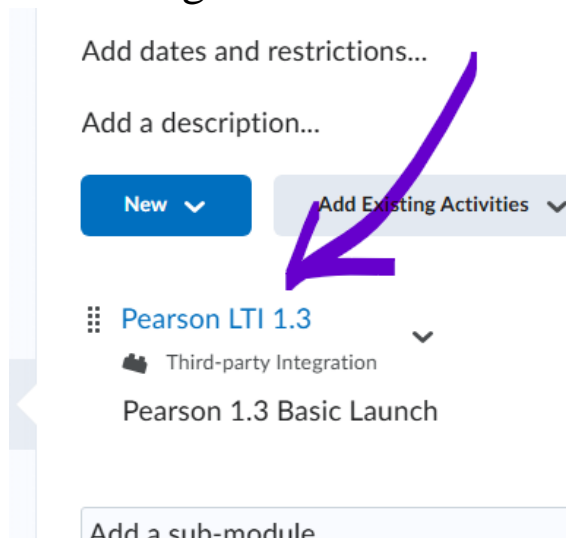 Add dates and restrictions...
Add a description...
New Add Existing Activities
Pearson LTI 1.3
Third-party Integration
Pearson 1.3 Basic Launch
Add a sub-module